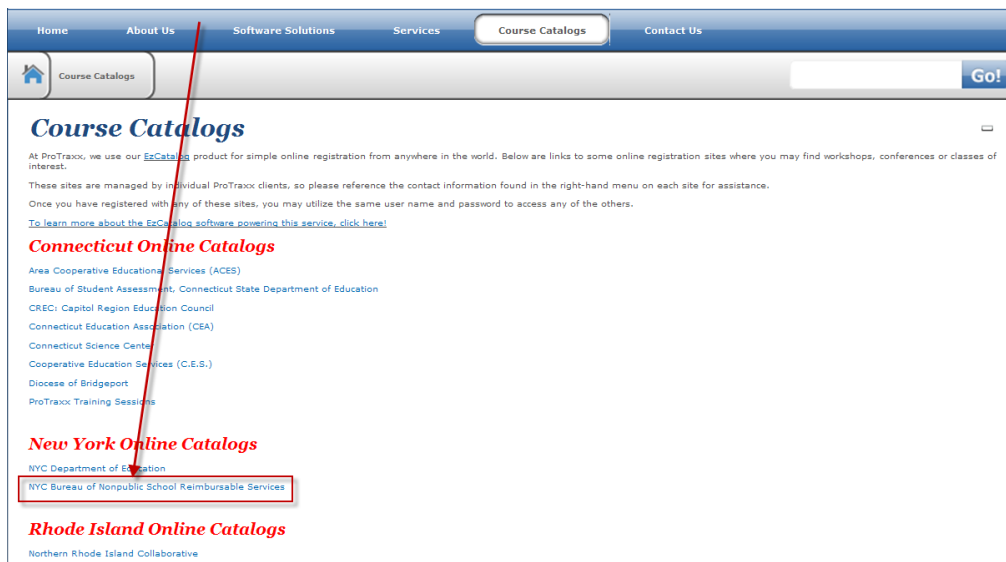 Home About Us Software Solutions Services Course Catalogs Contact Us
Course Catalogs Go!
Course Catalogs
At ProTraxx, we use our EzCatalog product for simple online registration from anywhere in the world. Below are links to some online registration sites where you may find workshops, conferences or classes of
interest.
These sites are managed by individual ProTraxx clients, so please reference the contact information found in the right-hand menu on each site for assistance.
Once you have registered with any of these sites, you may utilize the same user name and password to access any of the others.
To learn more about the EzCatalog software powering this service, click here!
Connecticut Online Catalogs
Area Cooperative Educational Services (ACES)
Bureau of Student Assessment, Connecticut State Department of Education
CREC: Capitol Region Education Council
Connecticut Education Association (CEA)
Connecticut Science Center
Cooperative Education Services (C.E.S.)
Diocese of Bridgeport
ProTraxx Training Sessions
New York Online Catalogs
NYC Department of Education
NYC Bureau of Nonpublic School Reimbursable Services
Rhode Island Online Catalogs
Northern Rhode Island Collaborative